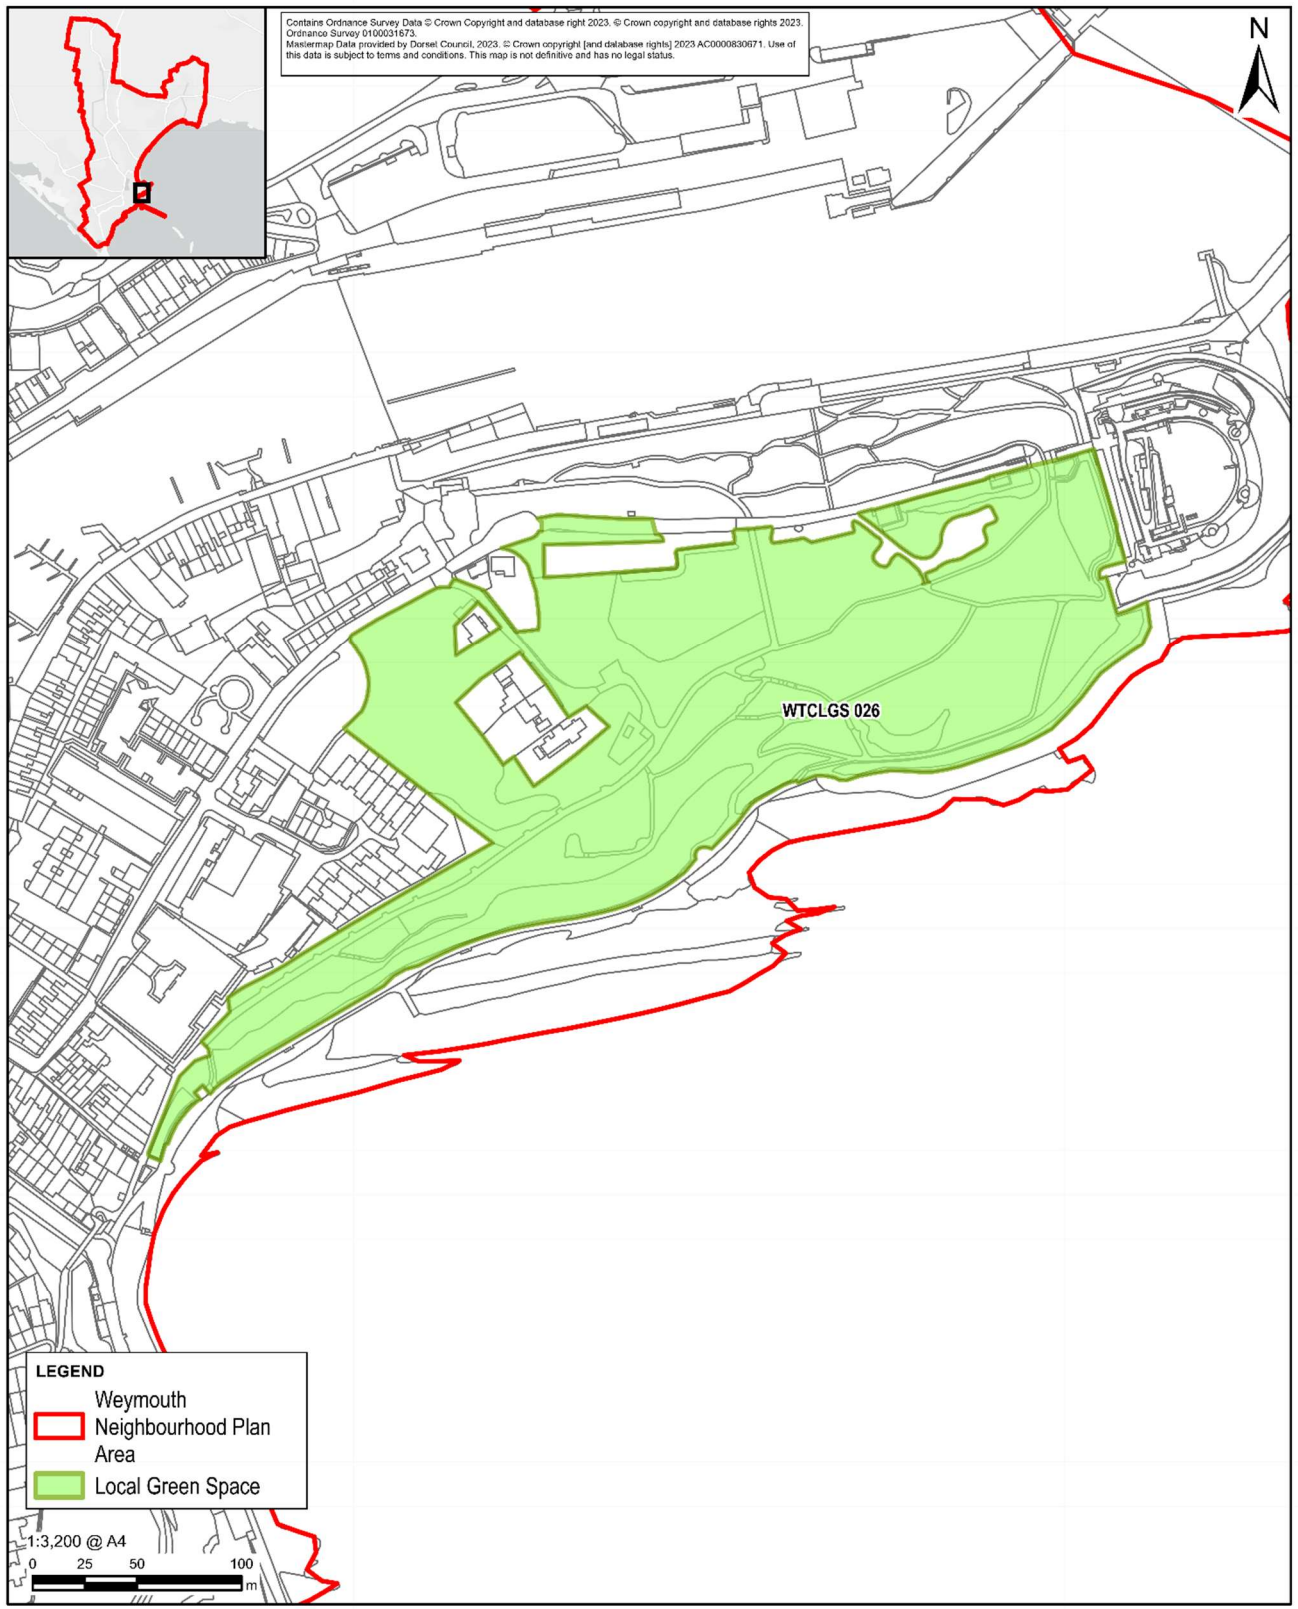 Contains Ordnance Survey Data © Crown Copyright and database right 2023. © Crown copyright and database rights 2023.
Ordnance Survey 0100031673.
Mastermap Data provided by Dorset Council, 2023. © Crown copyright [and database rights] 2023 AC0000830671. Use of
this data is subject to terms and conditions. This map is not definitive and has no legal status.
N
WTCLGS 026
LEGEND
Weymouth
Neighbourhood Plan
Area
Local Green Space
1:3,200 @ A4
0 25 50 100
m